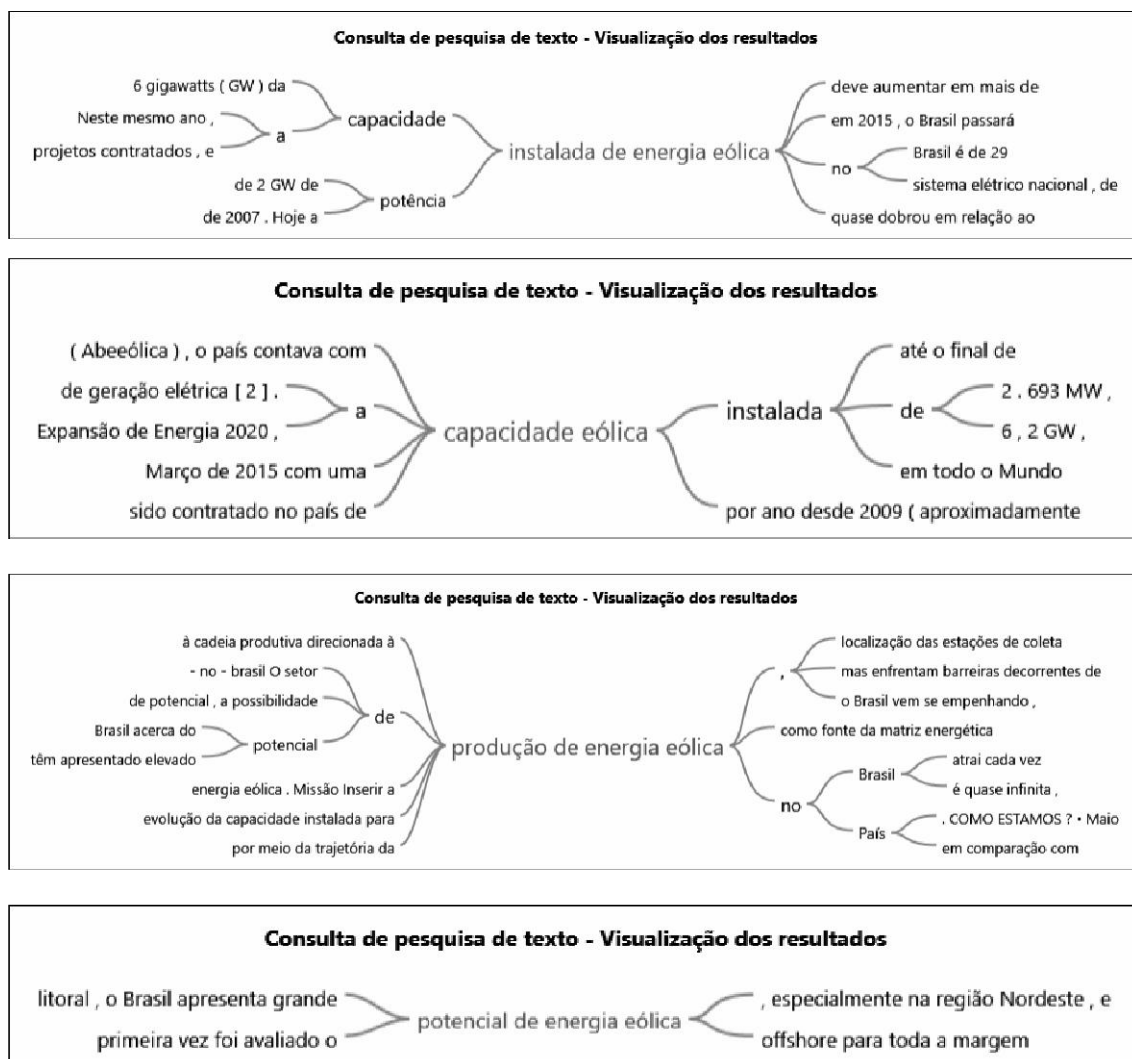 Consulta de pesquisa de texto - Visualização dos resultados
6 gigawatts ( GW ) da
Neste mesmo ano ,
projetos contratados , e
a
capacidade
de 2 GW de
de 2007 . Hoje a
potência
instalada de energia eólica
deve aumentar em mais de
em 2015 , o Brasil passará
no
Brasil é de 29
sistema elétrico nacional , de
quase dobrou em relação ao
Consulta de pesquisa de texto - Visualização dos resultados
( Abeeólica ) , o país contava com
de geração elétrica [ 2 ] .
Expansão de Energia 2020 ,
a
Março de 2015 com uma
sido contratado no país de
capacidade eólica
instalada
até o final de
de
2 . 693 MW ,
6 , 2 GW ,
em todo o Mundo
por ano desde 2009 ( aproximadamente
Consulta de pesquisa de texto - Visualização dos resultados
à cadeia produtiva direcionada à
- no - brasil O setor
de potencial , a possibilidade
Brasil acerca do
têm apresentado elevado
potencial
de
energia eólica . Missão Inserir a
evolução da capacidade instalada para
por meio da trajetória da
produção de energia eólica
,
localização das estações de coleta
mas enfrentam barreiras decorrentes de
o Brasil vem se empenhando ,
como fonte da matriz energética
no
Brasil
atrai cada vez
é quase infinita ,
País
. COMO ESTAMOS ? • Maio
em comparação com
Consulta de pesquisa de texto - Visualização dos resultados
litoral , o Brasil apresenta grande
primeira vez foi avaliado o
potencial de energia eólica
, especialmente na região Nordeste , e
offshore para toda a margem